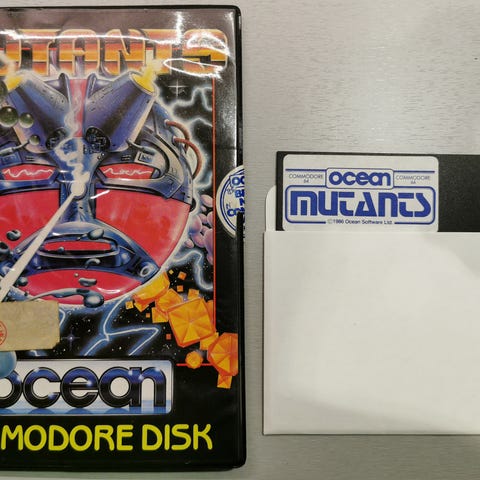 UTANTS
ocean
MODORE DISK
COMMODORE
64
ocean
COMMODORE
64
MUTANTS
©1986 Ocean Software Ltd.